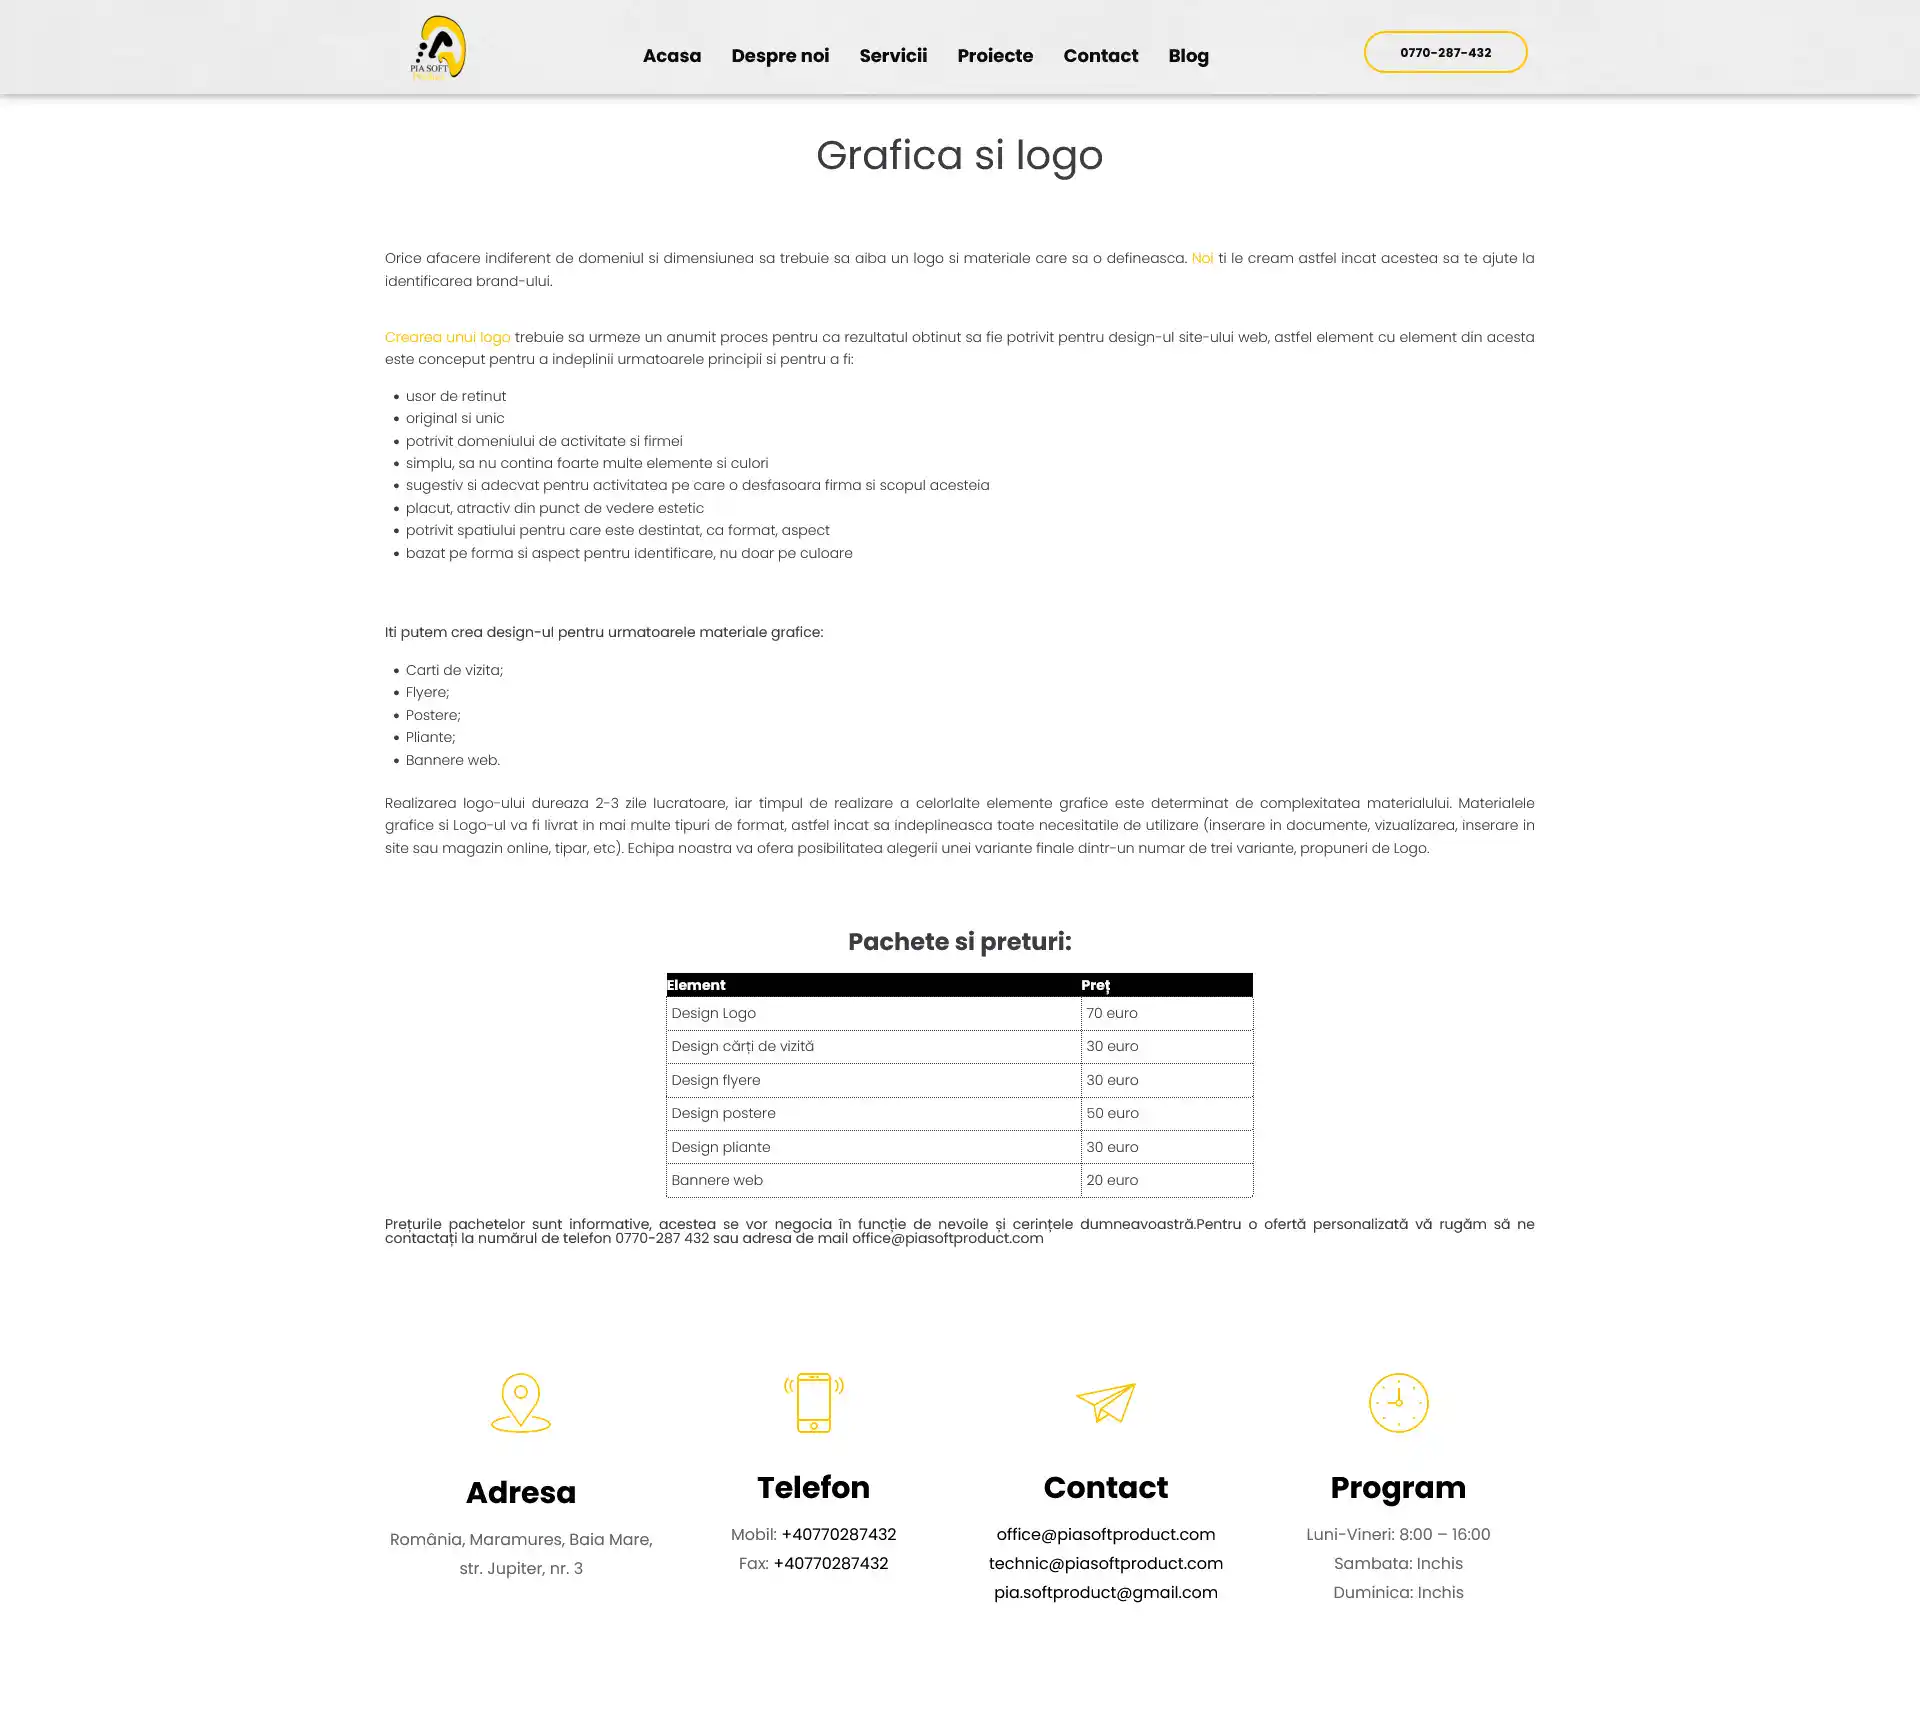 PIA SOFT
Acasa
Despre noi
Servicii
Proiecte
Contact
Blog
0770-287-432
Grafica si logo
Orice afacere indiferent de domeniul si dimensiunea sa trebuie sa aiba un logo si materiale care sa o defineasca. Noi ti le cream astfel incat acestea sa te ajute la
identificarea brand-ului.
Crearea unui logo trebuie sa urmeze un anumit proces pentru ca rezultatul obtinut sa fie potrivit pentru design-ul site-ului web, astfel element cu element din acesta
este conceput pentru a indeplinii urmatoarele principii si pentru a fi:
usor de retinut
original si unic
potrivit domeniului de activitate si firmei
simplu, sa nu contina foarte multe elemente si culori
sugestiv si adecvat pentru activitatea pe care o desfasoara firma si scopul acesteia
placut, atractiv din punct de vedere estetic
potrivit spatiului pentru care este destintat, ca format, aspect
bazat pe forma si aspect pentru identificare, nu doar pe culoare
Iti putem crea design-ul pentru urmatoarele materiale grafice:
Carti de vizita;
Flyere;
Postere;
Pliante;
Bannere web.
Realizarea logo-ului dureaza 2-3 zile lucratoare, iar timpul de realizare a celorlalte elemente grafice este determinat de complexitatea materialului. Materialele
grafice si Logo-ul va fi livrat in mai multe tipuri de format, astfel incat sa indeplineasca toate necesitatile de utilizare (inserare in documente, vizualizarea, inserare in
site sau magazin online, tipar, etc). Echipa noastra va ofera posibilitatea alegerii unei variante finale dintr-un numar de trei variante, propuneri de Logo.
Pachete si preturi:
Element Preț
Design Logo 70 euro
Design cărți de vizită 30 euro
Design flyere 30 euro
Design postere 50 euro
Design pliante 30 euro
Bannere web 20 euro
Prețurile pachetelor sunt informative, acestea se vor negocia în funcție de nevoile și cerințele dumneavoastră.Pentru o ofertă personalizată vă rugăm să ne
contactați la numărul de telefon 0770-287 432 sau adresa de mail office@piasoftproduct.com
Adresa
România, Maramures, Baia Mare,
str. Jupiter, nr. 3
Telefon
Mobil: +40770287432
Fax: +40770287432
Contact
office@piasoftproduct.com
technic@piasoftproduct.com
pia.softproduct@gmail.com
Program
Luni-Vineri: 8:00 – 16:00
Sambata: Inchis
Duminica: Inchis